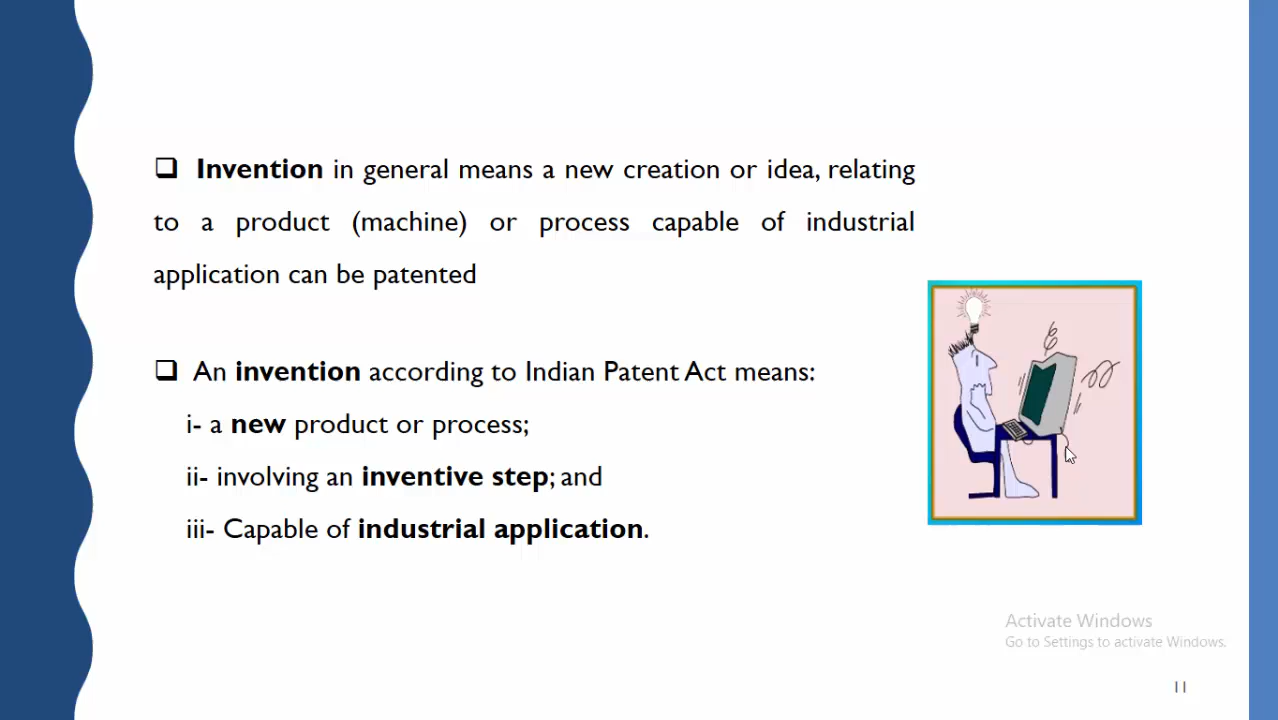 Invention in general means a new creation or idea, relating
to a product (machine) or process capable of industrial
application can be patented
An invention according to Indian Patent Act means:
i- a new product or process;
ii- involving an inventive step; and
iii- Capable of industrial application.
Activate Windows
Go to Settings to activate Windows.
11